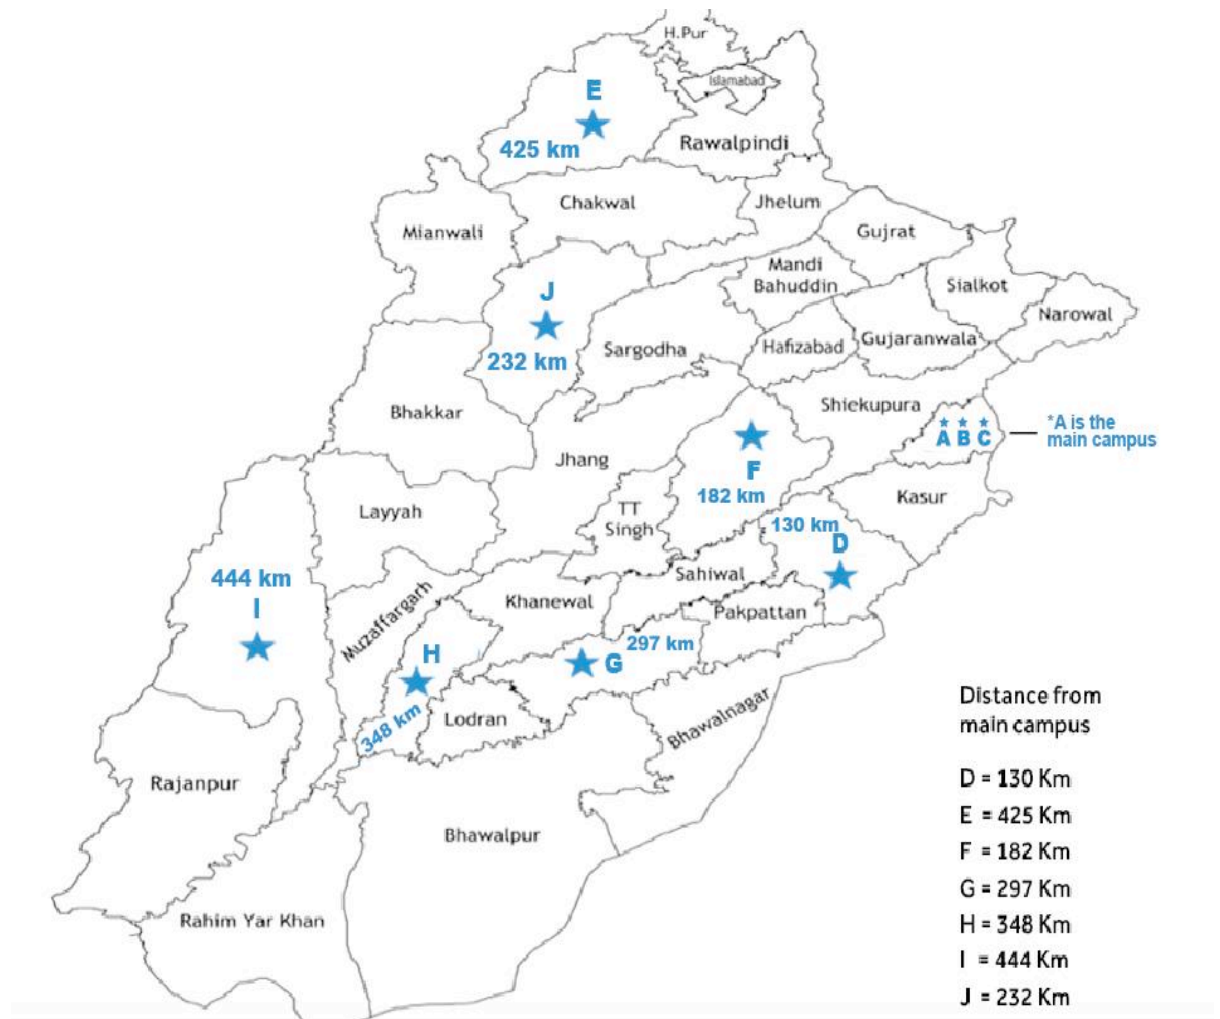 H.Pur
Islamabad
E
425 km
Rawalpindi
Chakwal
Jhelum
Mianwali
Gujrat
Mandi
Bahuddin
Sialkot
J
232 km
Narowal
Sargodha
Hafizabad
Gujaranwala
Bhakkar
Shiekupura
A B C
*A is the
main campus
Jhang
F
182 km
Kasur
Layyah
TT
Singh
130 km
D
444 km
I
Sahiwal
Khanewal
Pakpattan
Muzaffargarh
H
297 km
G
348 km
Lodran
Bhawalnagar
Rajanpur
Bhawalpur
Rahim Yar Khan
Distance from
main campus
D = 130 Km
E = 425 Km
F = 182 Km
G = 297 Km
H = 348 Km
I = 444 Km
J = 232 Km